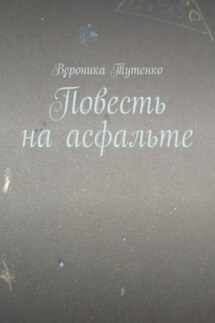 Вероника Тутенко
Повесть
на асфальте